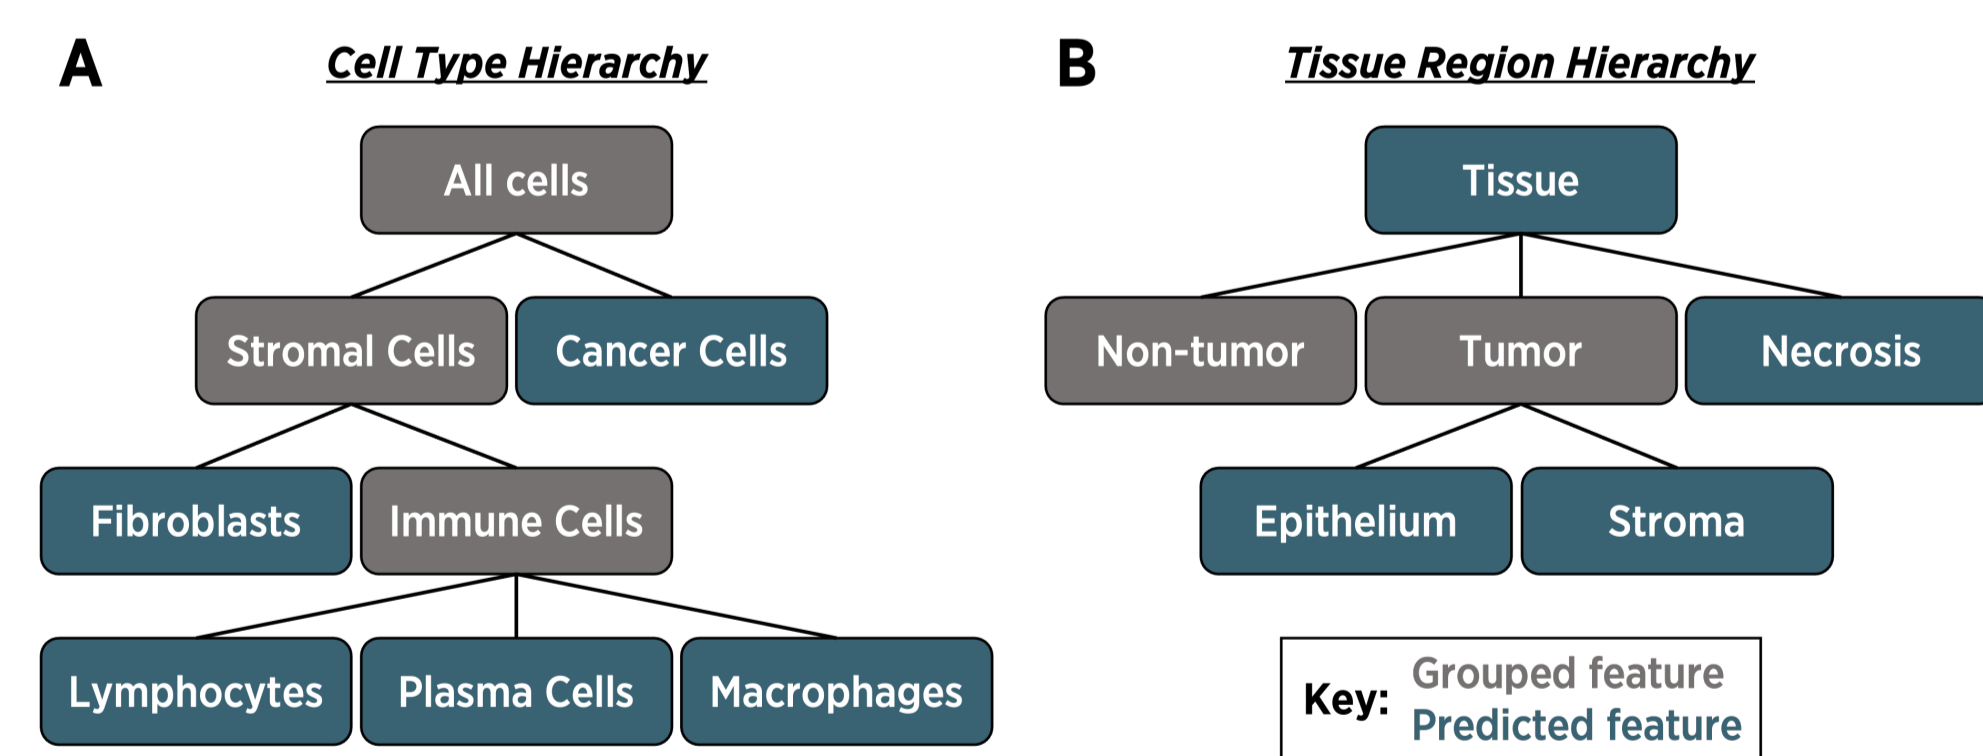 A
Cell Type Hierarchy
All cells
Stromal Cells
Cancer Cells
Fibroblasts
Immune Cells
Lymphocytes
Plasma Cells
Macrophages
B
Tissue Region Hierarchy
Tissue
Non-tumor
Tumor
Necrosis
Epithelium
Stroma
Key:
Grouped feature
Predicted feature